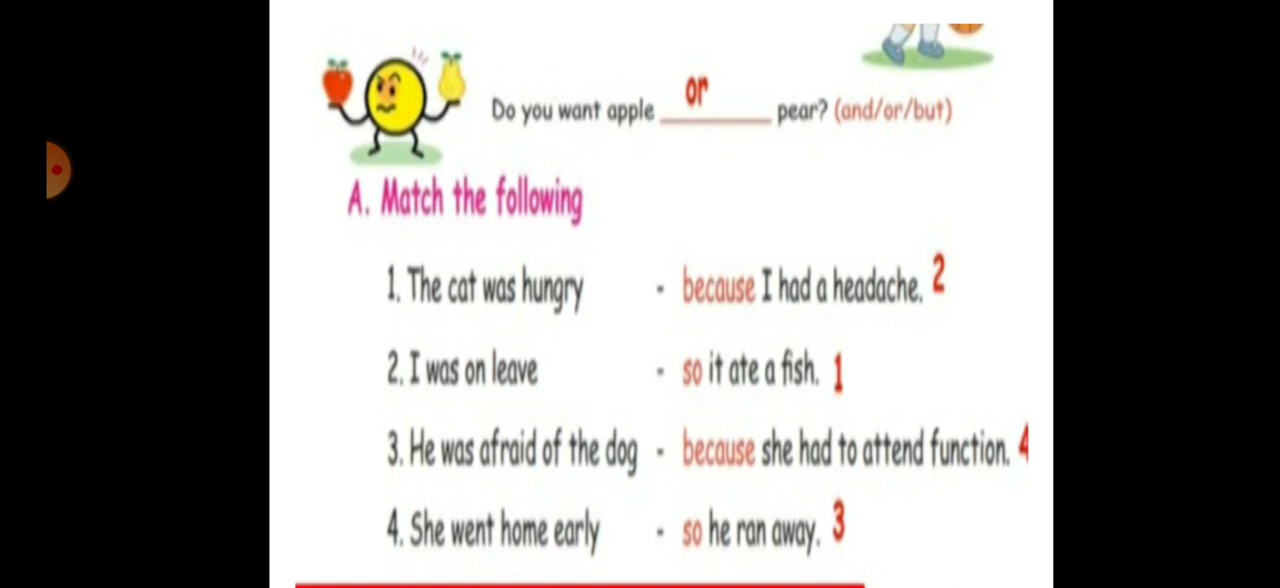 or
Do you want apple ________ pear? (and/or/but)
A. Match the following
1. The cat was hungry - because I had a headache. 2
2. I was on leave - so it ate a fish. 1
3. He was afraid of the dog - because she had to attend function. 4
4. She went home early - so he ran away. 3